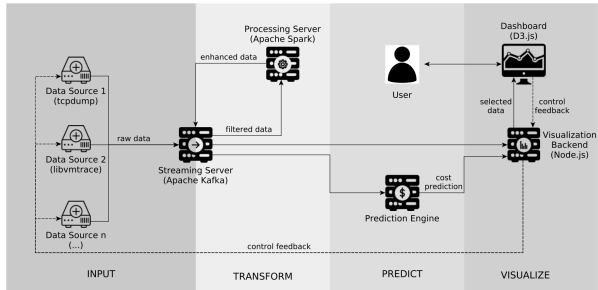 Processing Server
(Apache Spark)
Dashboard
(D3.js)
enhanced data
Data Source 1
(tcpdump)
User
selected
data
control
feedback
raw data
filtered data
Data Source 2
(libvmtrace)
Streaming Server
(Apache Kafka)
Visualization
Backend
(Node.js)
cost
prediction
$
Prediction Engine
Data Source n
(...)
control feedback
INPUT
TRANSFORM
PREDICT
VISUALIZE